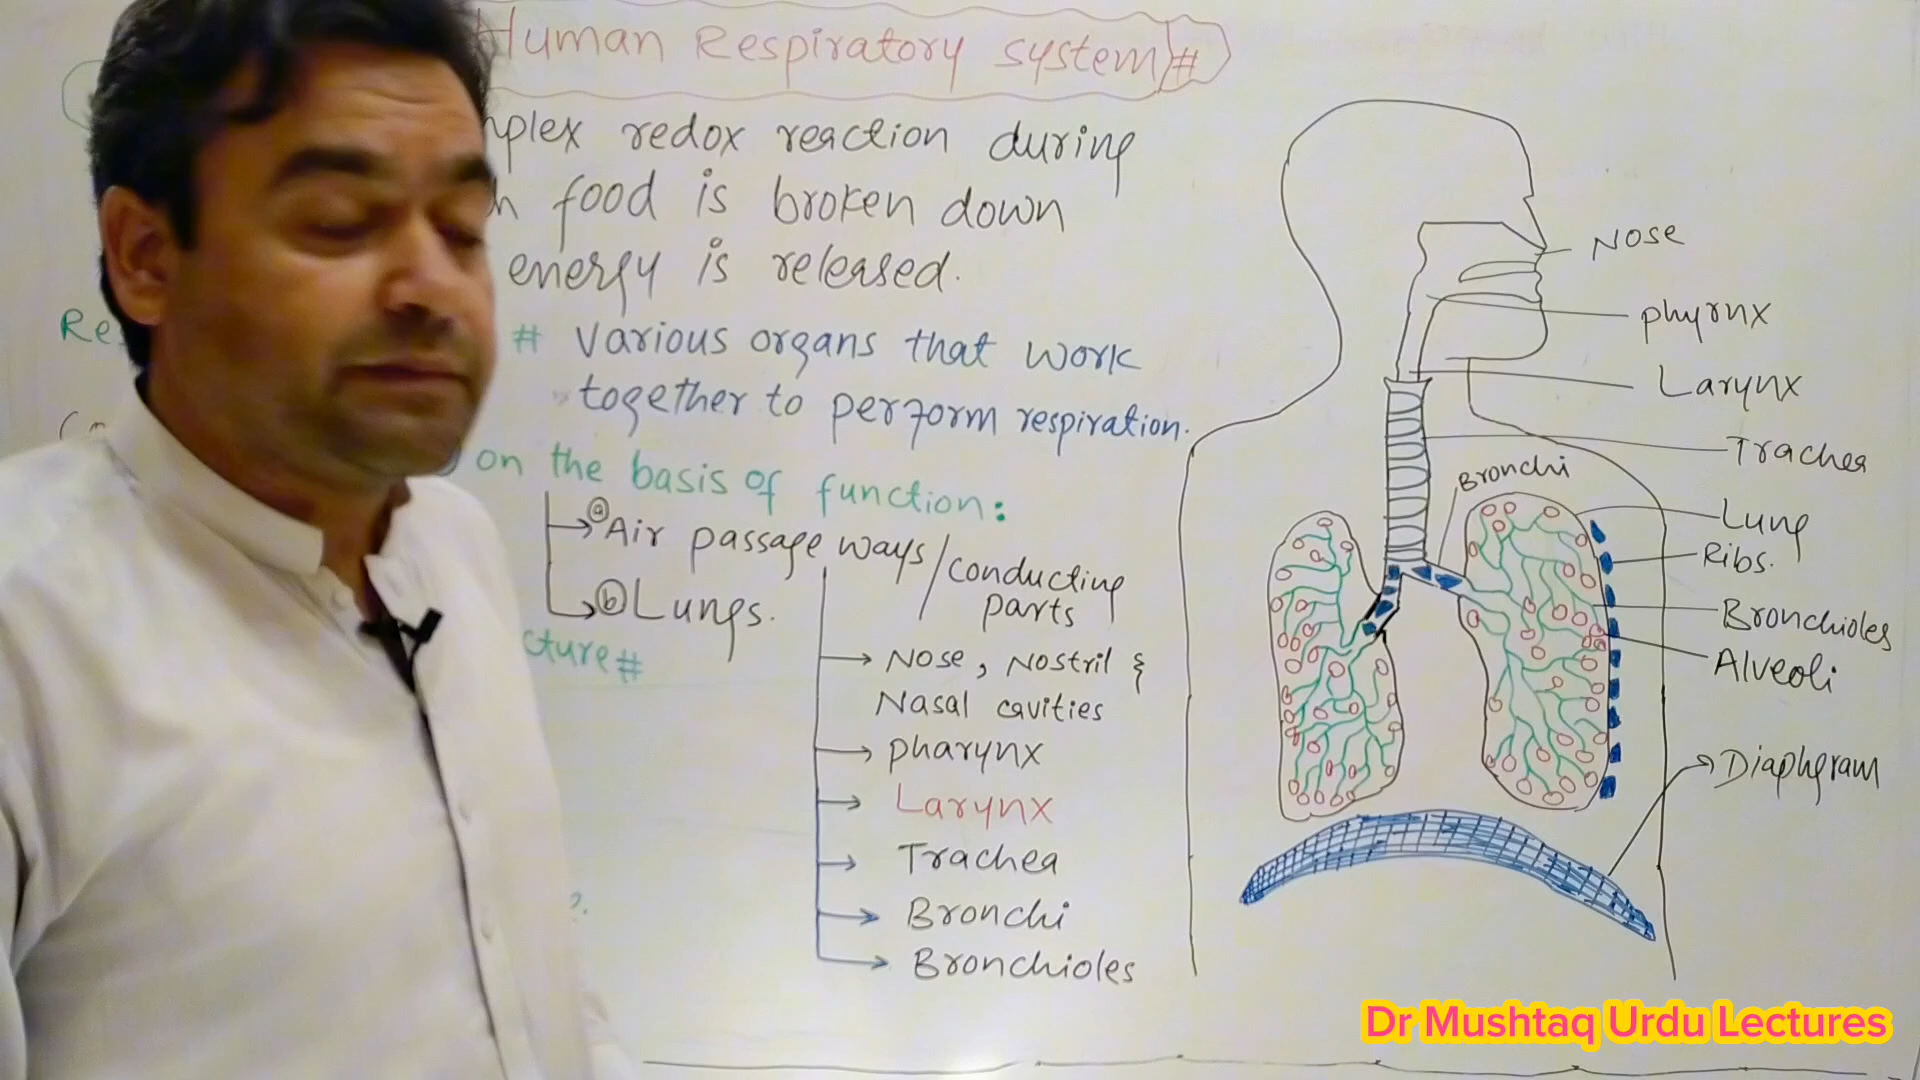 Human Respiratory system #
mplex redox reaction during
h food is broken down
energy is released.
Re
# Various organs that work
together to perform respiration.
on the basis of function:
(a) Air passage ways / conducting
parts
(b) Lungs.
cture #
Nose, Nostril &
Nasal cavities
pharynx
Larynx
Trachea
Bronchi
Bronchioles
?.
Nose
phyrnx
Larynx
Trachea
Bronchi
Lung
Ribs.
Bronchioles
Alveoli
Diaphgram
Dr Mushtaq Urdu Lectures